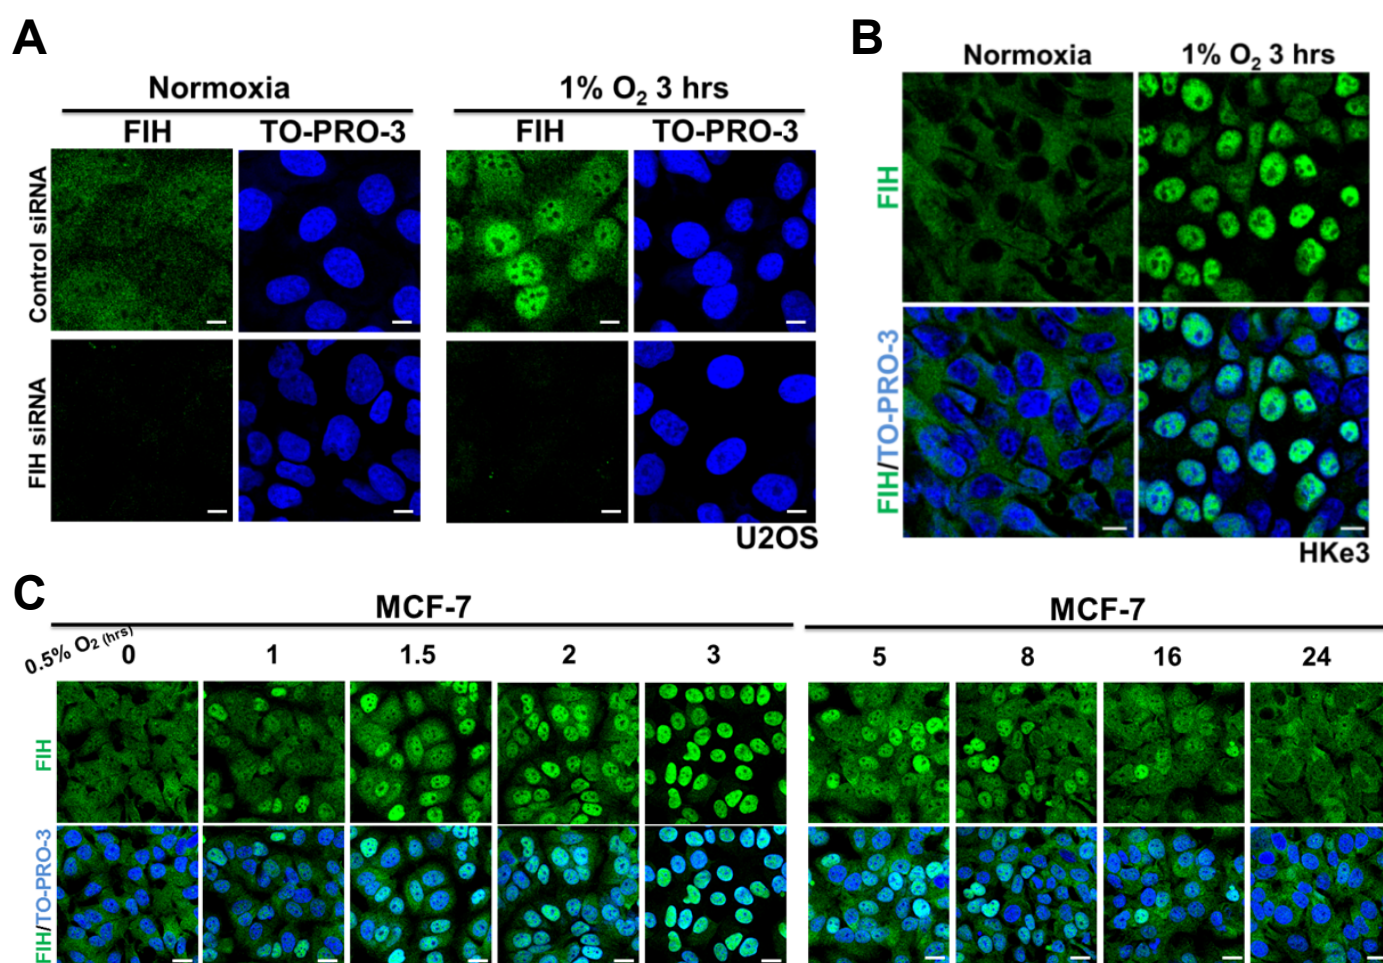 A
Normoxia
1% O2 3 hrs
FIH
TO-PRO-3
FIH
TO-PRO-3
Control siRNA
FIH siRNA
U2OS
B
Normoxia
1% O2 3 hrs
FIH
FIH/TO-PRO-3
HKe3
C
MCF-7
MCF-7
0.5% O2 (hrs)
0
1
1.5
2
3
5
8
16
24
FIH
FIH/TO-PRO-3